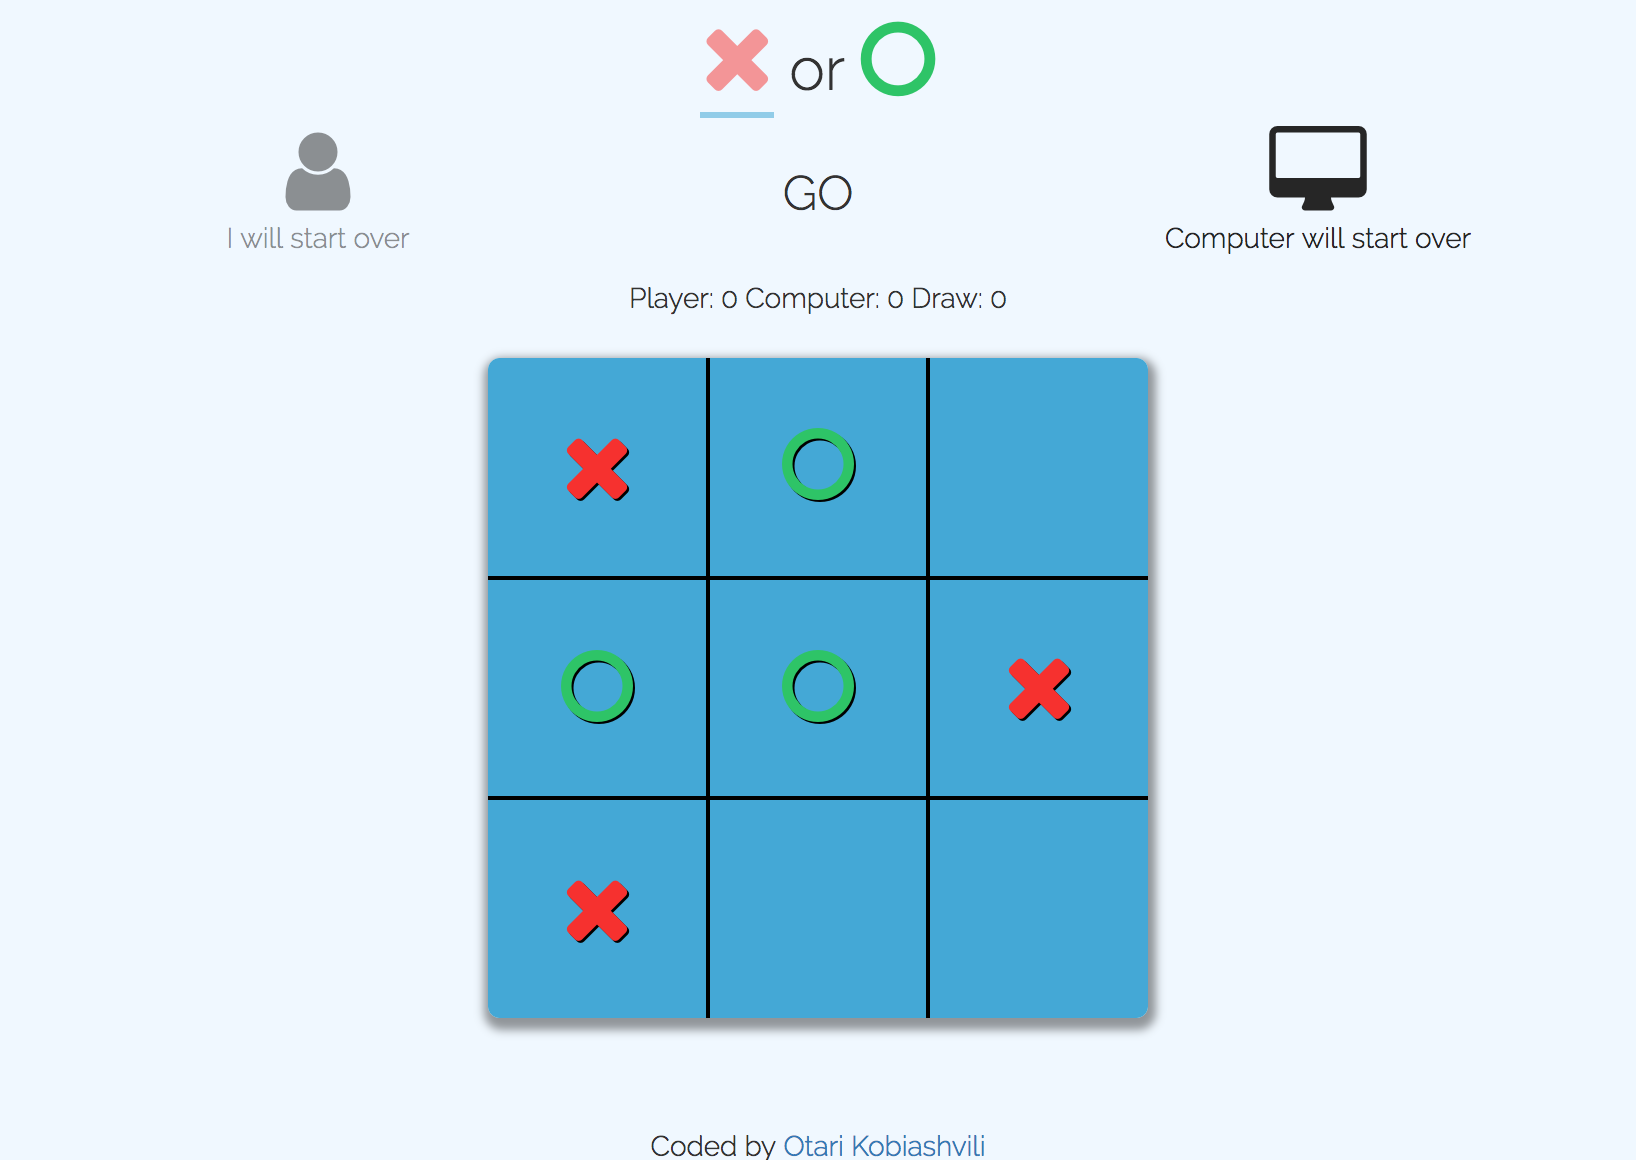 or
I will start over
GO
Computer will start over
Player: 0 Computer: 0 Draw: 0
Coded by Otari Kobiashvili